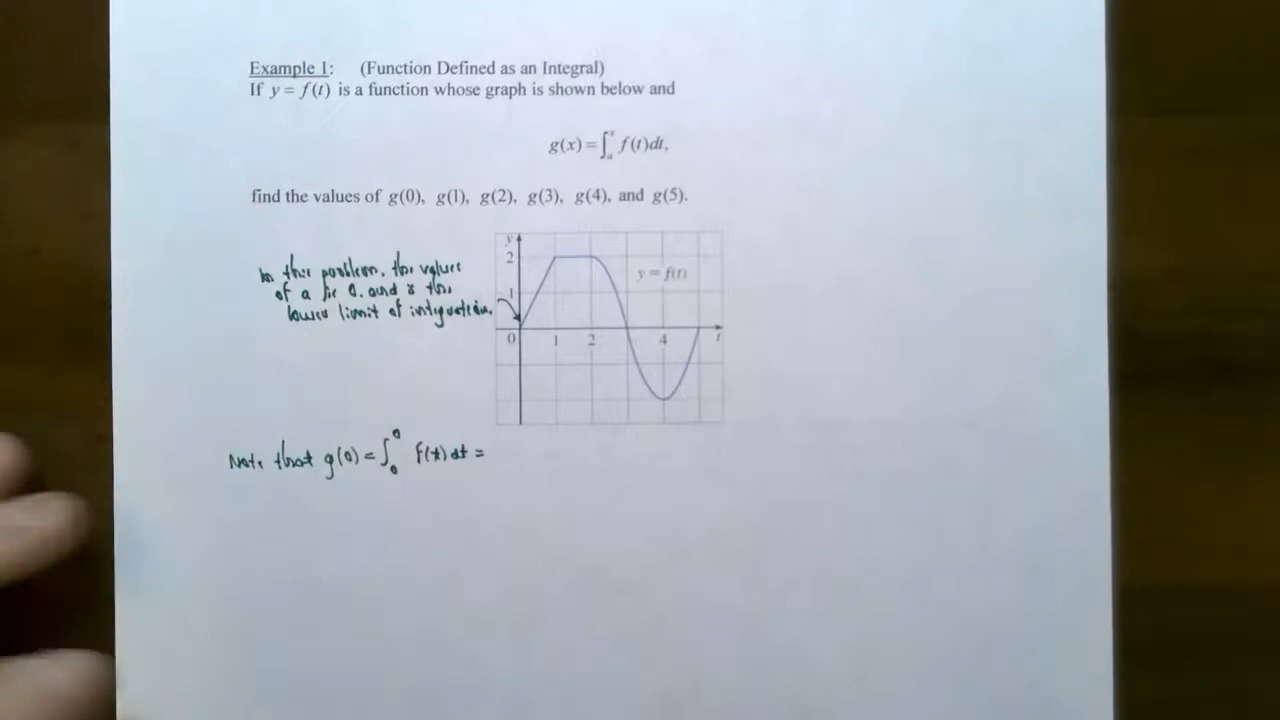 Example 1: (Function Defined as an Integral)
If y = f(t) is a function whose graph is shown below and
g(x) = ∫ₐˣ f(t)dt,
find the values of g(0), g(1), g(2), g(3), g(4), and g(5).
In this problem, the values
of a is 0. and is the
lower limit of integration.
y
2
1
0
1
2
4
t
y = f(t)
Note that g(0) = ∫₀⁰ f(t) dt =